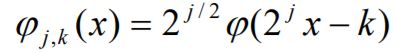 φ_{j,k}(x) = 2^{j/2} φ(2^j x − k)